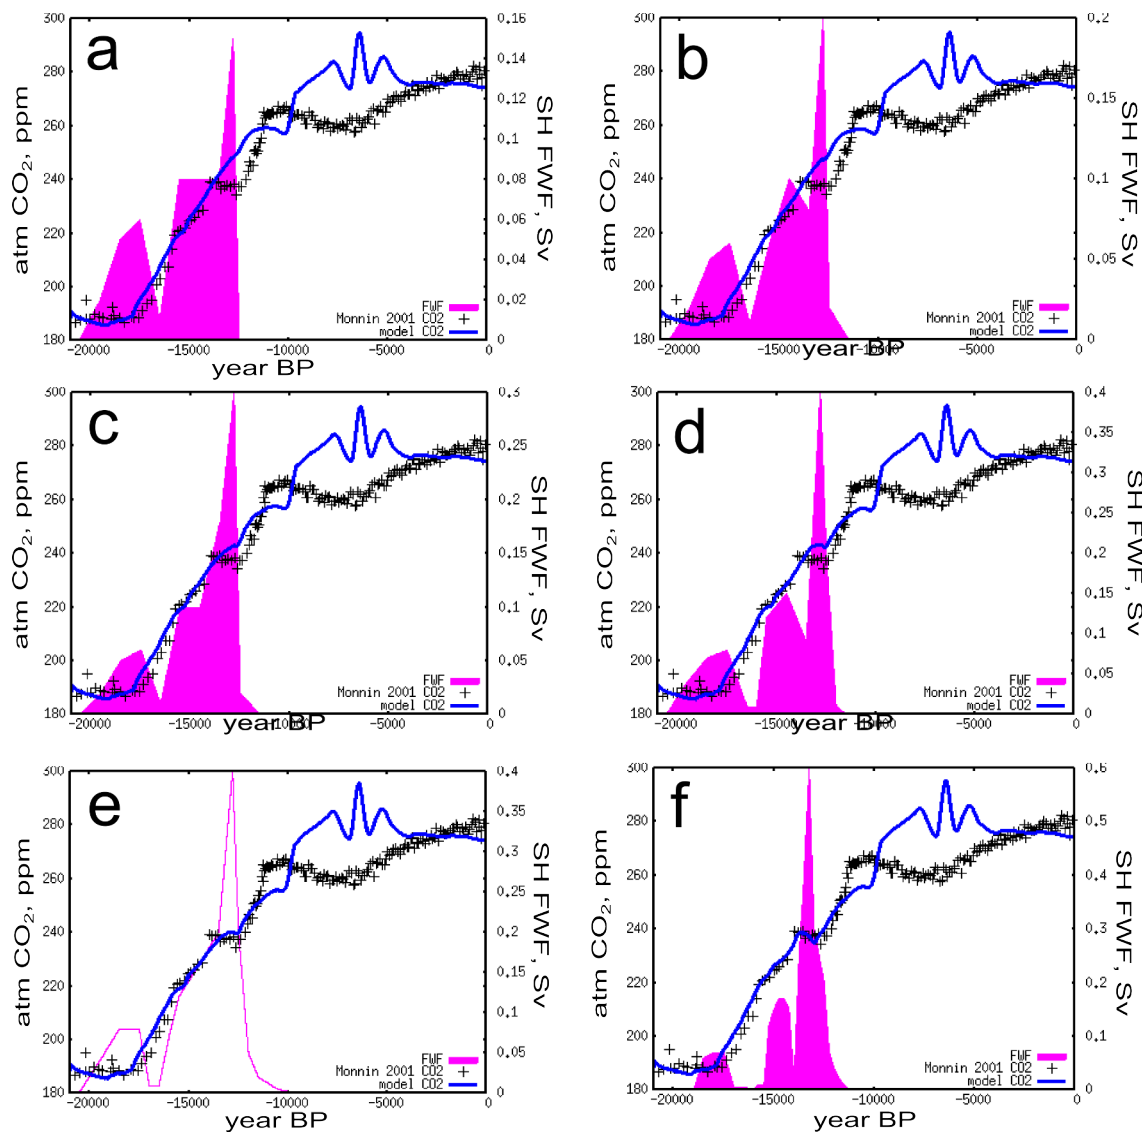 a
300
280
260
240
220
200
180
0.16
0.14
0.12
0.1
0.08
0.06
0.04
0.02
0
atm CO2, ppm
SH FWF, Sv
FWF
Monnin 2001 CO2
model CO2
-20000 -15000 -10000 -5000 0
year BP
b
300
280
260
240
220
200
180
0.2
0.15
0.1
0.05
0
atm CO2, ppm
SH FWF, Sv
FWF
Monnin 2001 CO2
model CO2
-20000 -15000 -10000 -5000 0
year BP
c
300
280
260
240
220
200
180
0.3
0.25
0.2
0.15
0.1
0.05
0
atm CO2, ppm
SH FWF, Sv
FWF
Monnin 2001 CO2
model CO2
-20000 -15000 -10000 -5000 0
year BP
d
300
280
260
240
220
200
180
0.4
0.35
0.3
0.25
0.2
0.15
0.1
0.05
0
atm CO2, ppm
SH FWF, Sv
FWF
Monnin 2001 CO2
model CO2
-20000 -15000 -10000 -5000 0
year BP
e
300
280
260
240
220
200
180
0.4
0.35
0.3
0.25
0.2
0.15
0.1
0.05
0
atm CO2, ppm
SH FWF, Sv
FWF
Monnin 2001 CO2
model CO2
-20000 -15000 -10000 -5000 0
year BP
f
300
280
260
240
220
200
180
0.6
0.5
0.4
0.3
0.2
0.1
0
atm CO2, ppm
SH FWF, Sv
FWF
Monnin 2001 CO2
model CO2
-20000 -15000 -10000 -5000 0
year BP